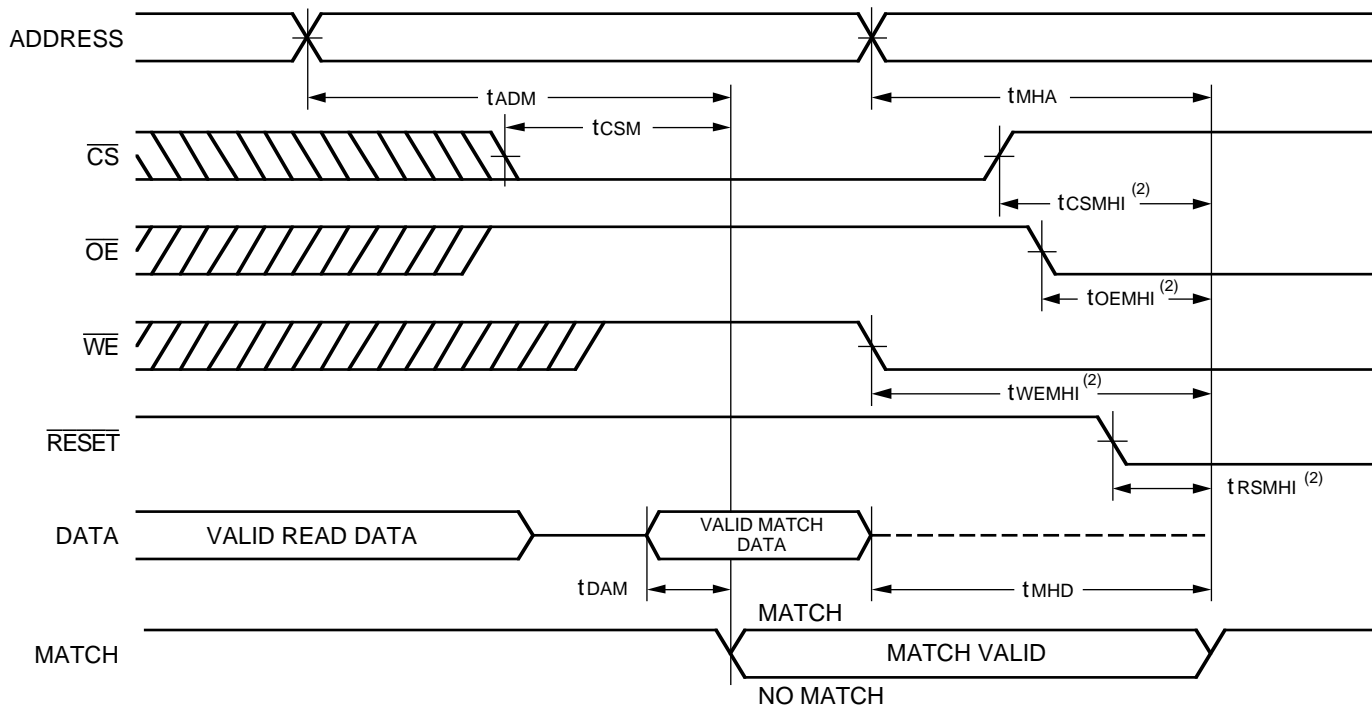 ADDRESS
tADM
tMHA
tCSM
CS
tCSMHI (2)
OE
tOEMHI (2)
WE
tWEMHI (2)
RESET
tRSMHI (2)
DATA
VALID READ DATA
VALID MATCH
DATA
tDAM
tMHD
MATCH
MATCH
MATCH VALID
NO MATCH